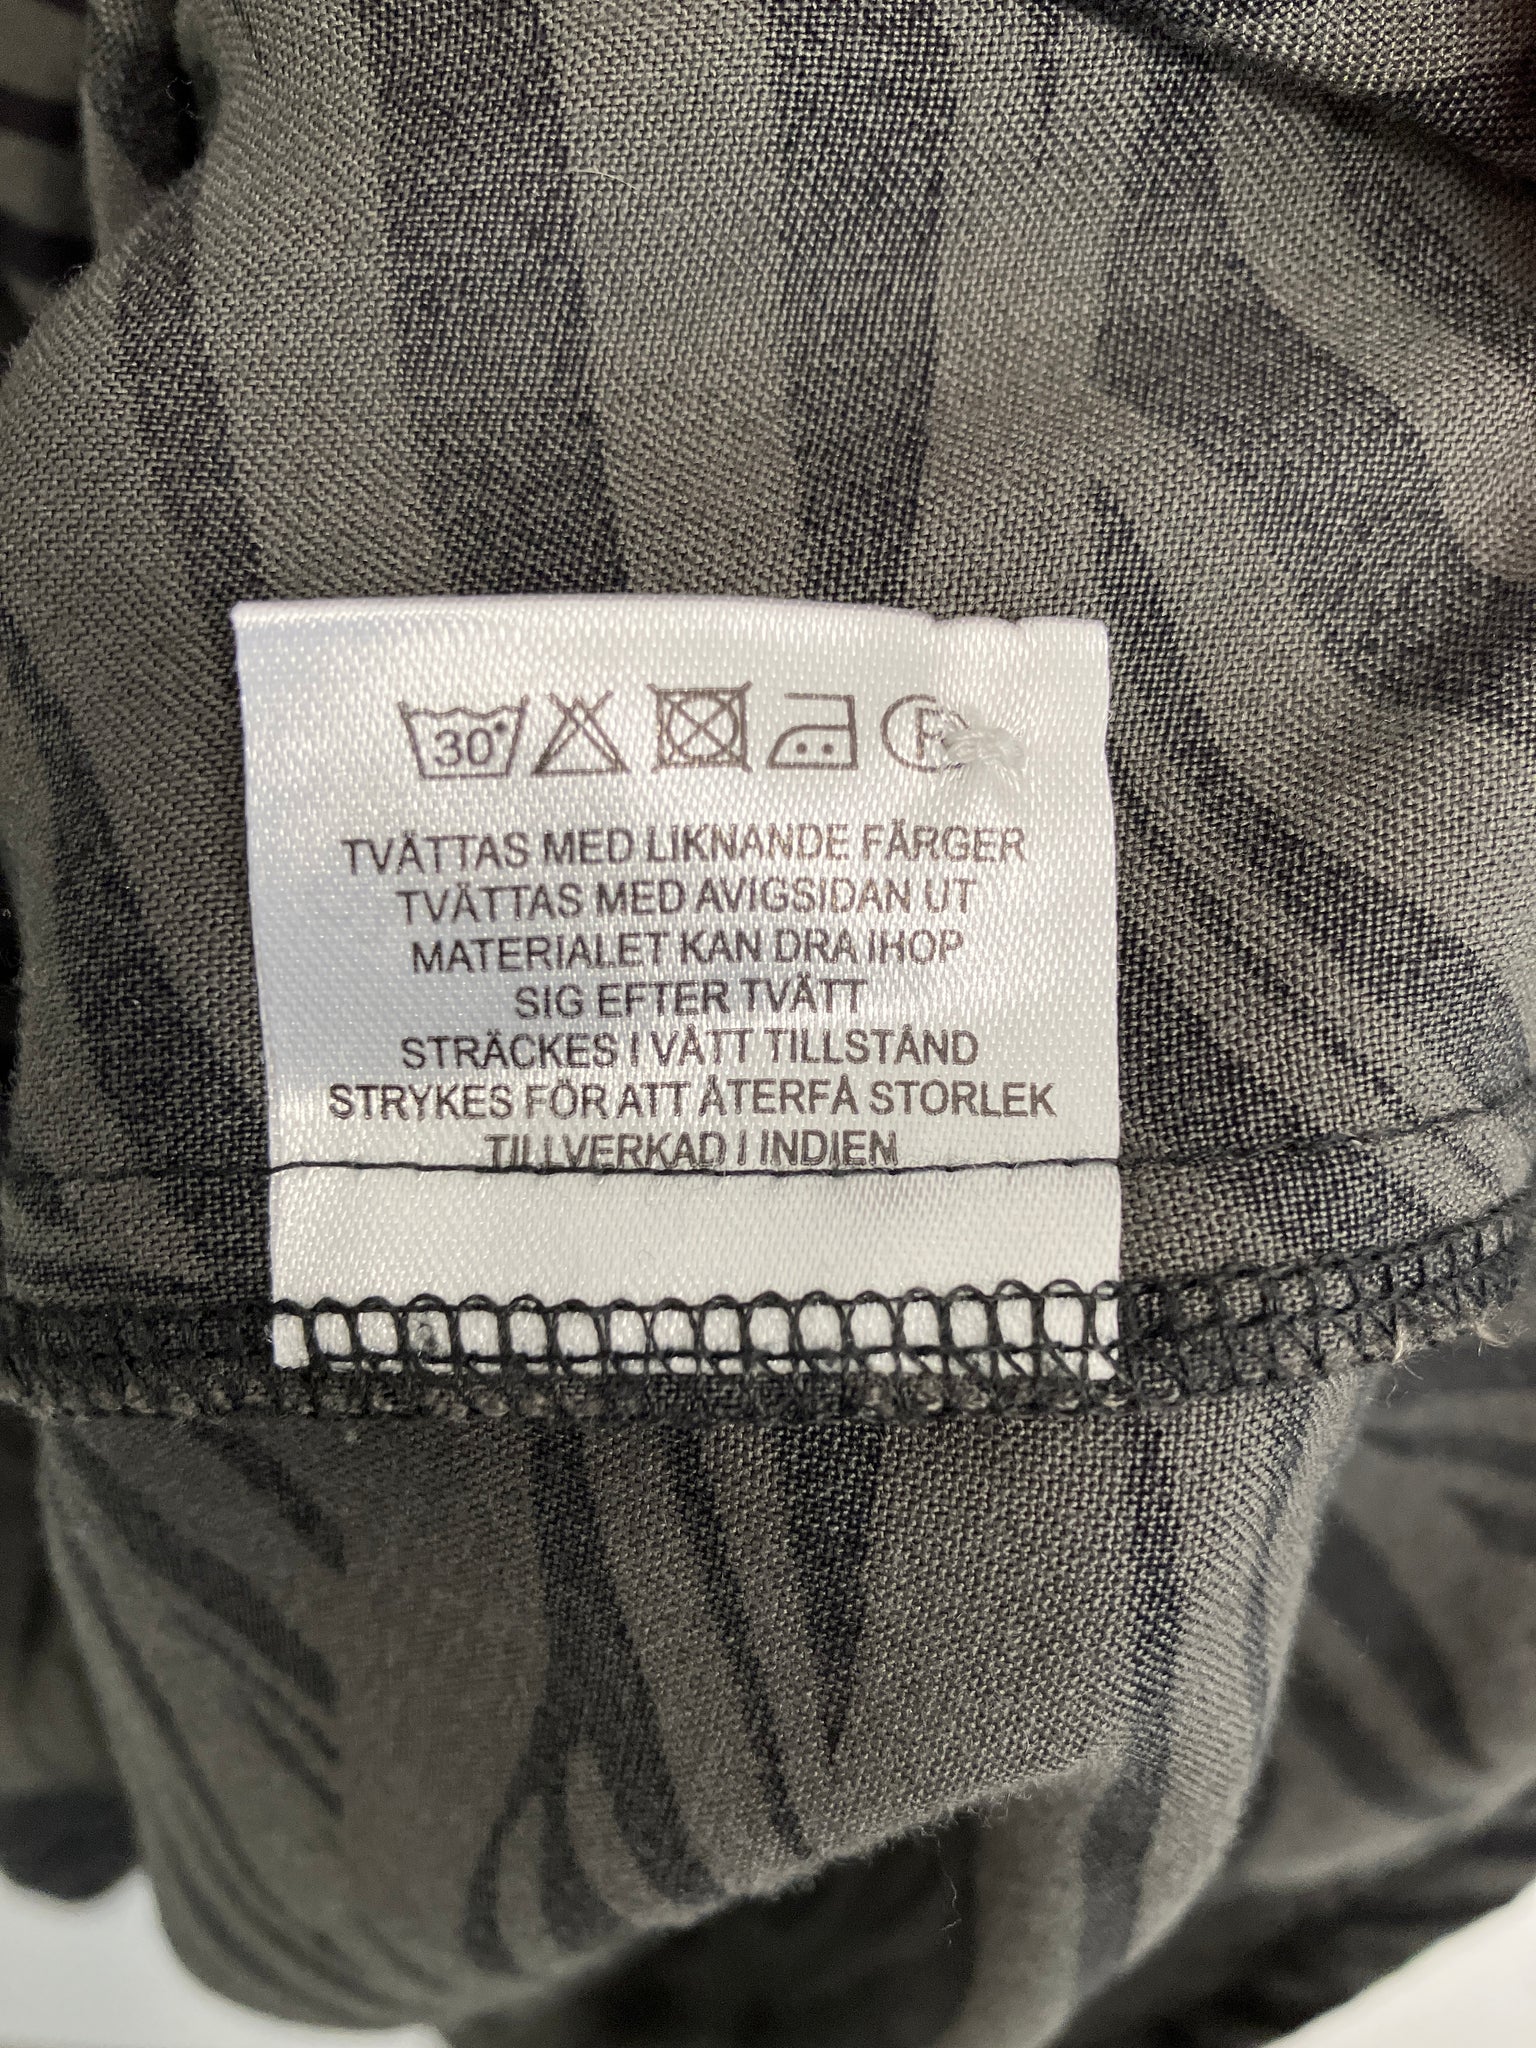 30°
F
TVÄTTAS MED LIKNANDE FÄRGER
TVÄTTAS MED AVIGSIDAN UT
MATERIALET KAN DRA IHOP
SIG EFTER TVÄTT
STRÄCKES I VÅTT TILLSTÅND
STRYKES FÖR ATT ÅTERFÅ STORLEK
TILLVERKAD I INDIEN